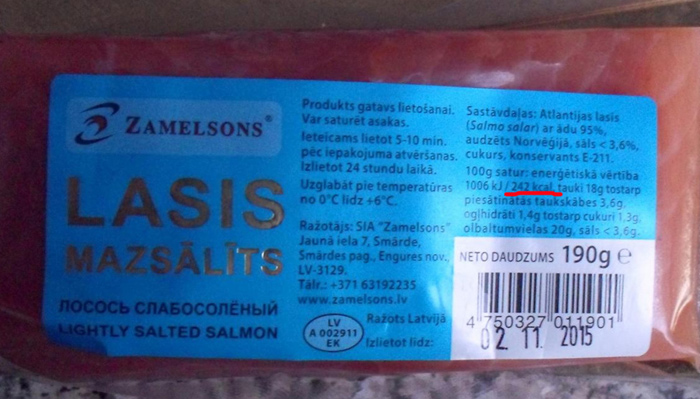 ZAMELSONS®
LASIS
MAZSĀLĪTS
ЛОСОСЬ СЛАБОСОЛЁНЫЙ
LIGHTLY SALTED SALMON
Produkts gatavs lietošanai.
Var saturēt asakas.
Ieteicams lietot 5-10 min.
pēc iepakojuma atvēršanas.
Izlietot 24 stundu laikā.
Uzglabāt pie temperatūras
no 0°C līdz +6°C.
Ražotājs: SIA "Zamelsons"
Jaunā iela 7, Smārde,
Smārdes pag., Engures nov.,
LV-3129.
Tālr.: +371 63192235
www.zamelsons.lv
LV
A 002911
EK
Ražots Latvijā
Izlietot līdz:
Sastāvdaļas: Atlantijas lasis
(Salmo salar) ar ādu 95%,
audzēts Norvēģijā, sāls < 3,6%,
cukurs, konservants E-211.
100g satur: enerģētiskā vērtība
1006 kJ / 242 kcal, tauki 18g tostarp
piesātinātās taukskābes 3,6g,
ogļhidrāti 1,4g tostarp cukuri 1,3g,
olbaltumvielas 20g, sāls < 3,6g.
NETO DAUDZUMS 190g e
4 750327 011901
02.11 2015